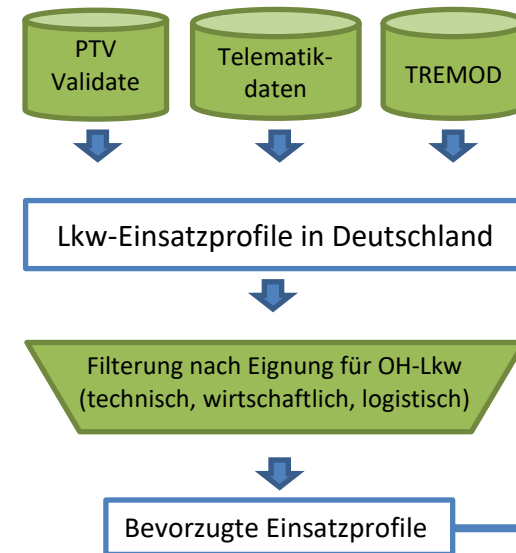 PTV
Validate
Telematik-
daten
TREMOD
Lkw-Einsatzprofile in Deutschland
Filterung nach Eignung für OH-Lkw
(technisch, wirtschaftlich, logistisch)
Bevorzugte Einsatzprofile